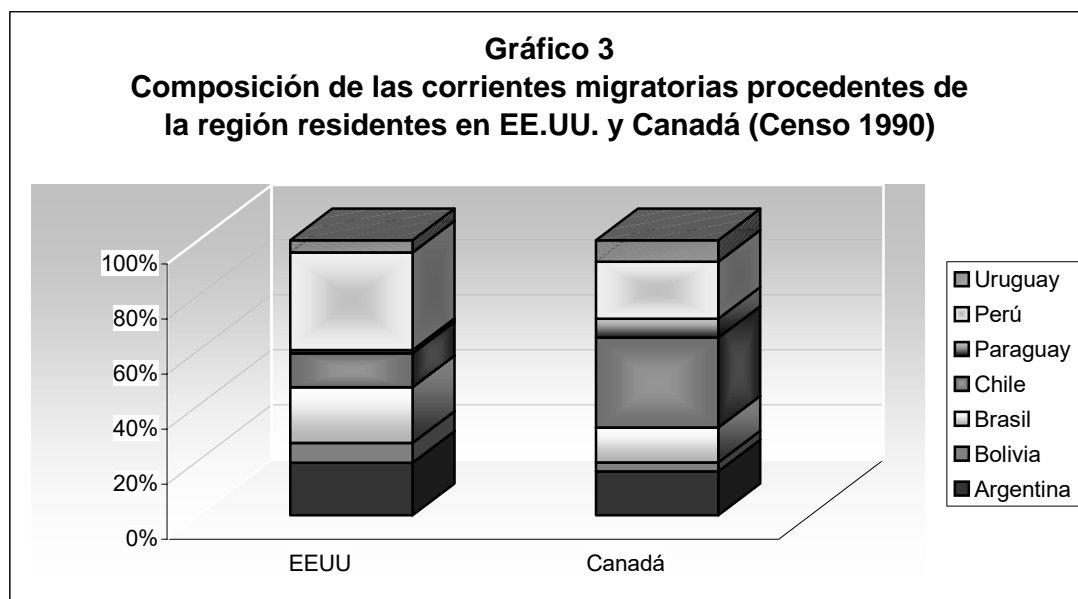 Gráfico 3
Composición de las corrientes migratorias procedentes de
la región residentes en EE.UU. y Canadá (Censo 1990)
100%
80%
60%
40%
20%
0%
EEUU
Canadá
Uruguay
Perú
Paraguay
Chile
Brasil
Bolivia
Argentina